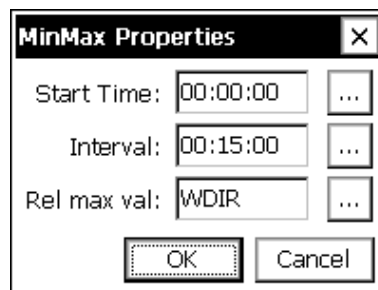 MinMax Properties
Start Time: 00:00:00 ...
Interval: 00:15:00 ...
Rel max val: WDIR ...
OK Cancel